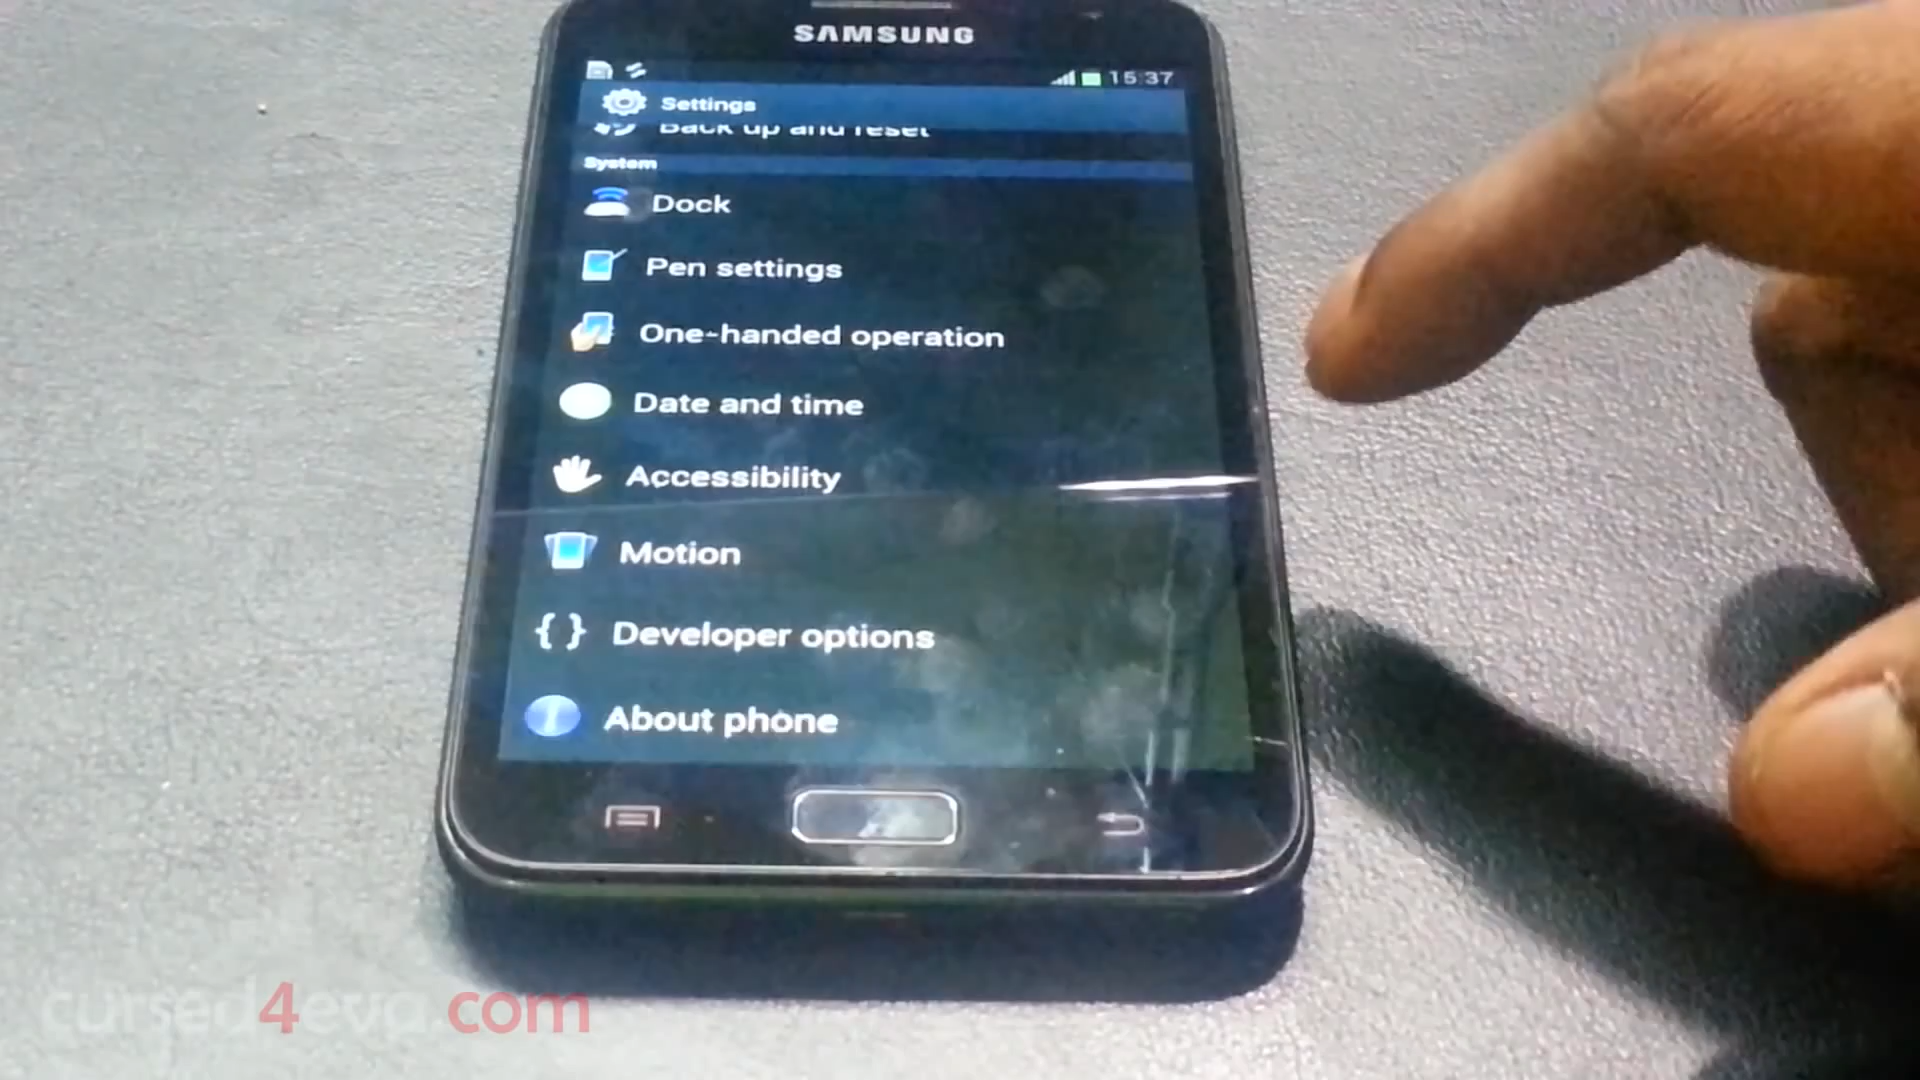 SAMSUNG
15:37
Settings
Back up and reset
System
Dock
Pen settings
One-handed operation
Date and time
Accessibility
Motion
{ } Developer options
About phone
cursed4eva.com